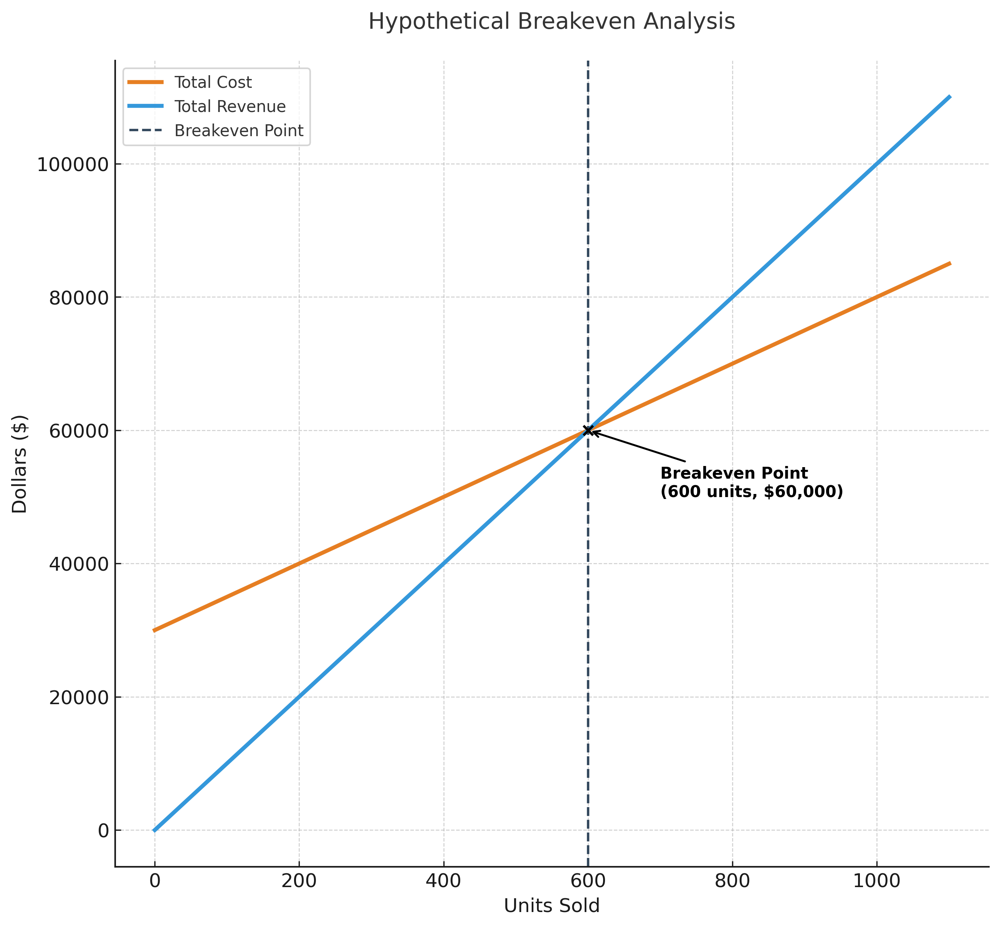 Hypothetical Breakeven Analysis
Total Cost
Total Revenue
Breakeven Point
100000
80000
60000
40000
20000
0
Dollars ($)
Breakeven Point
(600 units, $60,000)
0 200 400 600 800 1000
Units Sold